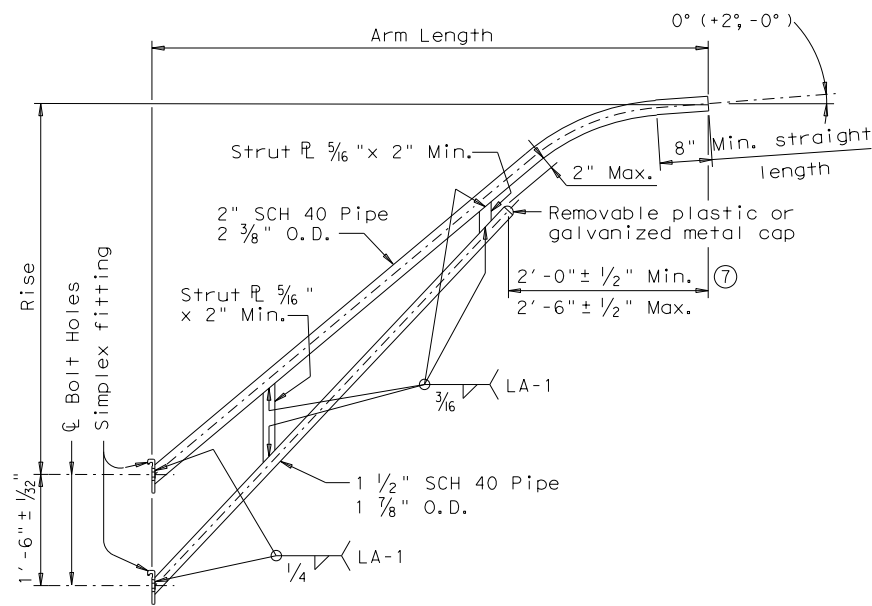 0° (+2°, -0°)
Arm Length
Strut ℄ 5/16 "x 2" Min.
8" Min. straight
length
2" Max.
2" SCH 40 Pipe
2 3/8" O.D.
Removable plastic or
galvanized metal cap
Rise
℄ Bolt Holes
Simplex fitting
Strut ℄ 5/16 "
x 2" Min.
2'-0"± 1/2" Min.
7
2'-6"± 1/2" Max.
3/16
LA-1
1 1/2" SCH 40 Pipe
1 7/8" O.D.
1'-6"± 1/32"
1/4
LA-1